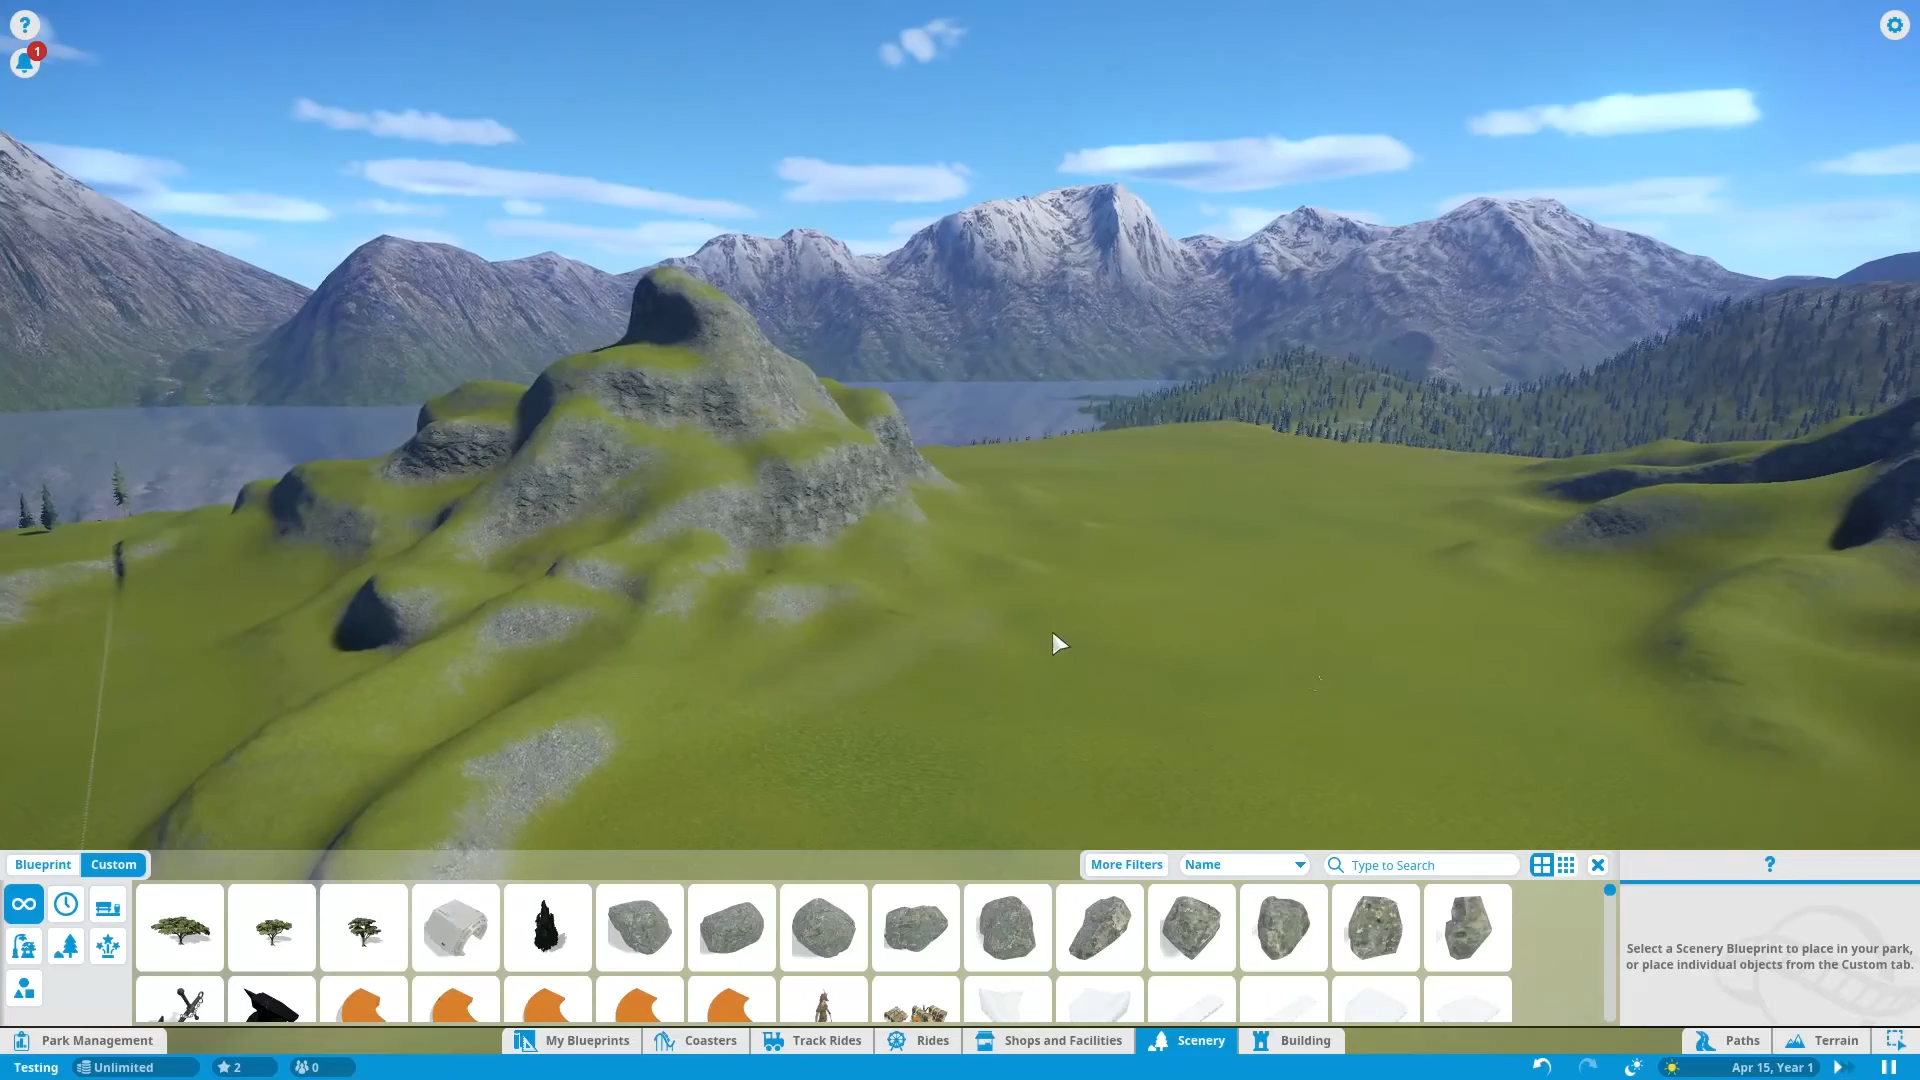 ?
1
Blueprint
Custom
More Filters
Name
Type to Search
?
Select a Scenery Blueprint to place in your park,
or place individual objects from the Custom tab.
Park Management
My Blueprints
Coasters
Track Rides
Rides
Shops and Facilities
Scenery
Building
Paths
Terrain
Testing
Unlimited
2
0
Apr 15, Year 1